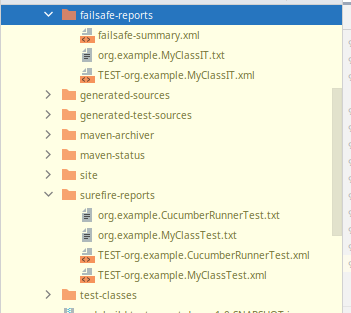 failsafe-reports
failsafe-summary.xml
org.example.MyClassIT.txt
TEST-org.example.MyClassIT.xml
generated-sources
generated-test-sources
maven-archiver
maven-status
site
surefire-reports
org.example.CucumberRunnerTest.txt
org.example.MyClassTest.txt
TEST-org.example.CucumberRunnerTest.xml
TEST-org.example.MyClassTest.xml
test-classes